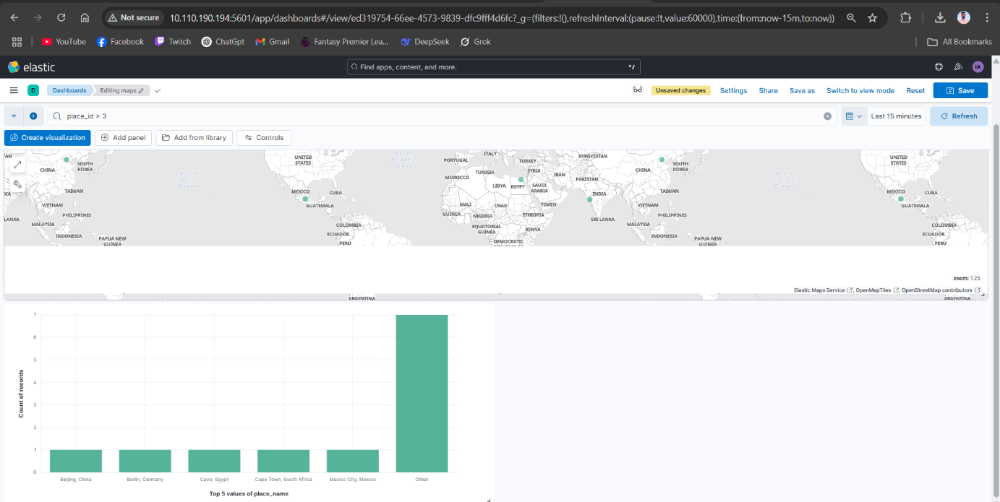 Not secure 10.110.190.194:5601/app/dashboards#/view/ed319754-66ee-4573-9839-dfc9fff4d6fc?_g=(filters:!(),refreshInterval:(pause:!t,value:60000),time:(from:now-15m,to:now))
YouTube Facebook Twitch ChatGpt Gmail Fantasy Premier Lea... DeepSeek Grok All Bookmarks
elastic Find apps, content, and more. ^/ IA
D Dashboards Editing maps Unsaved changes Settings Share Save as Switch to view mode Reset Save
place_id > 3 Last 15 minutes Refresh
Create visualization Add panel Add from library Controls
CHINA
SOUTH KOREA
TAIWAN
VIETNAM
PHILIPPINES
LANKA
MALAYSIA
INDONESIA
PAPUA NEW GUINEA
North Pacific Ocean
UNITED STATES
MEXICO
CUBA
GUATEMALA
COLOMBIA
ECUADOR
PERU
North Atlantic Ocean
PORTUGAL
ITALY
TURKEY
KYRGYZSTAN
MOROCCO
TUNISIA
SYRIA
IRAN
PAKISTAN
LIBYA
EGYPT
SAUDI ARABIA
INDIA
MALI
CHAD
YEMEN
GUINEA
NIGERIA
ETHIOPIA
SRI LANKA
EQUATORIAL GUINEA
KENYA
DEMOCRATIC
CHINA
SOUTH KOREA
TAIWAN
VIETNAM
PHILIPPINES
MALAYSIA
INDONESIA
PAPUA NEW GUINEA
North Pacific Ocean
UNITED STATES
MEXICO
CUBA
GUATEMALA
COLOMBIA
ECUADOR
PERU
zoom: 1.25
Elastic Maps Service , OpenMapTiles , OpenStreetMap contributors
ARGENTINA
ARGENTINA
7
6
5
4
3
2
1
0
Count of records
Beijing, China Berlin, Germany Cairo, Egypt Cape Town, South Africa Mexico City, Mexico Other
Top 5 values of place_name